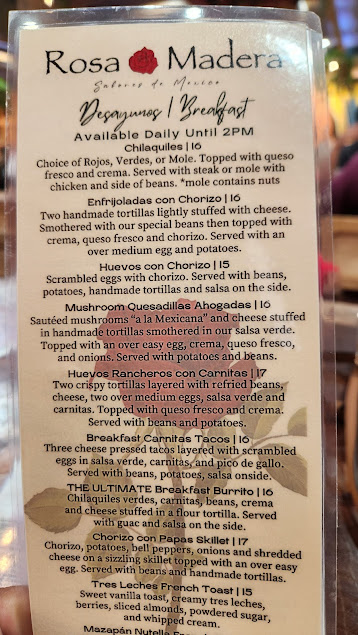 Rosa Madera
Sabores de Mexico
Desayunos | Breakfast
Available Daily Until 2PM
Chilaquiles | 16
Choice of Rojos, Verdes, or Mole. Topped with queso
fresco and crema. Served with steak or mole with
chicken and side of beans. *mole contains nuts
Enfrijoladas con Chorizo | 16
Two handmade tortillas lightly stuffed with cheese.
Smothered with our special beans then topped with
crema, queso fresco and chorizo. Served with an
over medium egg and potatoes.
Huevos con Chorizo | 15
Scrambled eggs with chorizo. Served with beans,
potatoes, handmade tortillas and salsa on the side.
Mushroom Quesadillas Ahogadas | 16
Sautéed mushrooms "a la Mexicana" and cheese stuffed
in handmade tortillas smothered in our salsa verde.
Topped with an over easy egg, crema, queso fresco,
and onions. Served with potatoes and beans.
Huevos Rancheros con Carnitas | 17
Two crispy tortillas layered with refried beans,
cheese, two over medium eggs, salsa verde and
carnitas. Topped with queso fresco and crema.
Served with beans and potatoes.
Breakfast Carnitas Tacos | 16
Three cheese pressed tacos layered with scrambled
eggs in salsa verde, carnitas, and pico de gallo.
Served with beans, potatoes, salsa onside.
THE ULTIMATE Breakfast Burrito | 16
Chilaquiles verdes, carnitas, beans, crema
and cheese stuffed in a flour tortilla. Served
with guac and salsa on the side.
Chorizo con Papas Skillet | 17
Chorizo, potatoes, bell peppers, onions and shredded
cheese on a sizzling skillet topped with an over easy
egg. Served with beans and handmade tortillas.
Tres Leches French Toast | 15
Sweet vanilla toast, creamy tres leches,
berries, sliced almonds, powdered sugar,
and whipped cream.
Mazapán Nutella